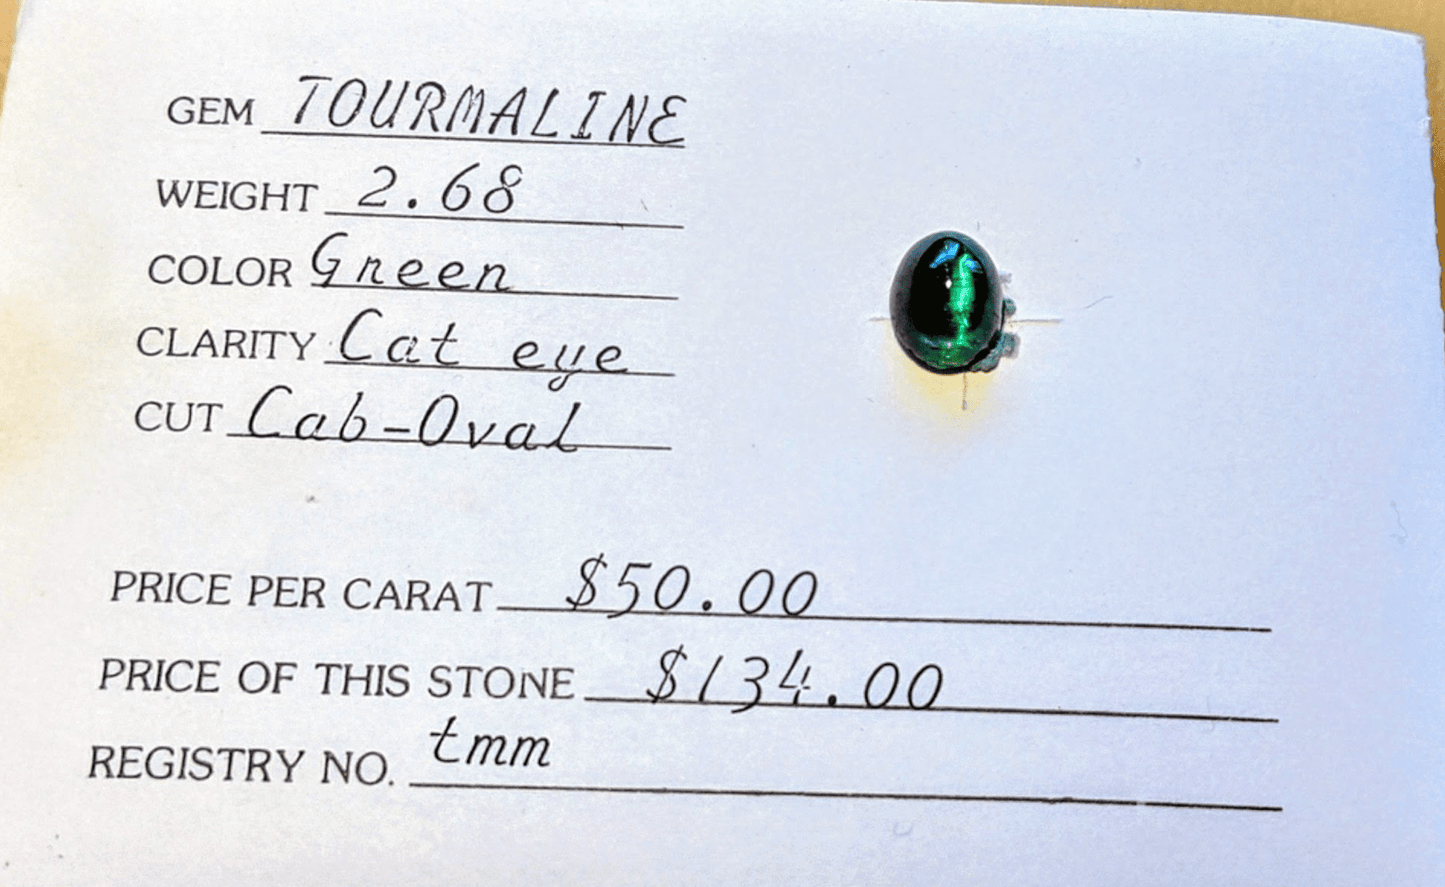 GEM TOURMALINE
WEIGHT 2.68
COLOR Green
CLARITY Cat eye
CUT Cab-Oval
PRICE PER CARAT $50.00
PRICE OF THIS STONE $134.00
REGISTRY NO. tmm